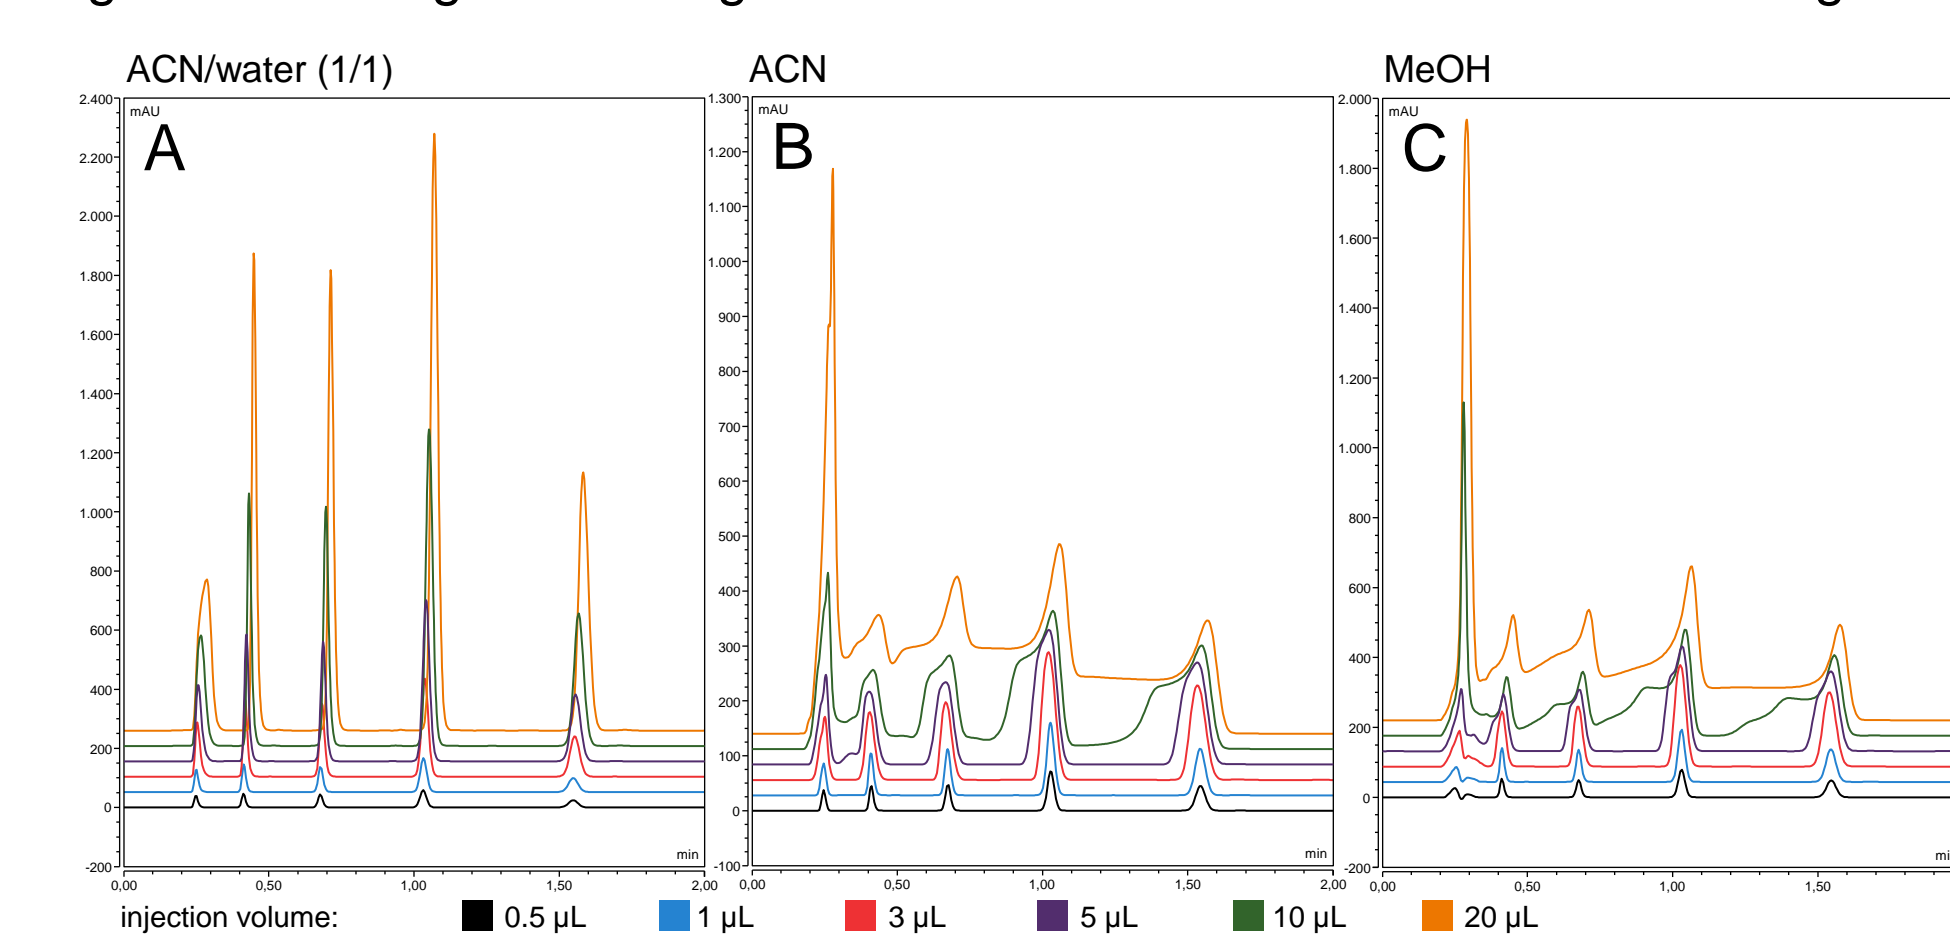 ACN/water (1/1) ACN MeOH
2.400 1.300 2.000
mAU mAU mAU
A B C
2.200 1.200 1.800
2.000 1.100 1.600
1.800 1.000 1.400
1.600 900 1.200
1.400 800 1.000
1.200 700 800
1.000 600 600
800 500 400
600 400 200
400 300 0
200 200 -200
0 100
-200 0
-100
min min mi
0,00 0,50 1,00 1,50 2,00 0,00 0,50 1,00 1,50 2,00 0,00 0,50 1,00 1,50
injection volume: 0.5 µL 1 µL 3 µL 5 µL 10 µL 20 µL